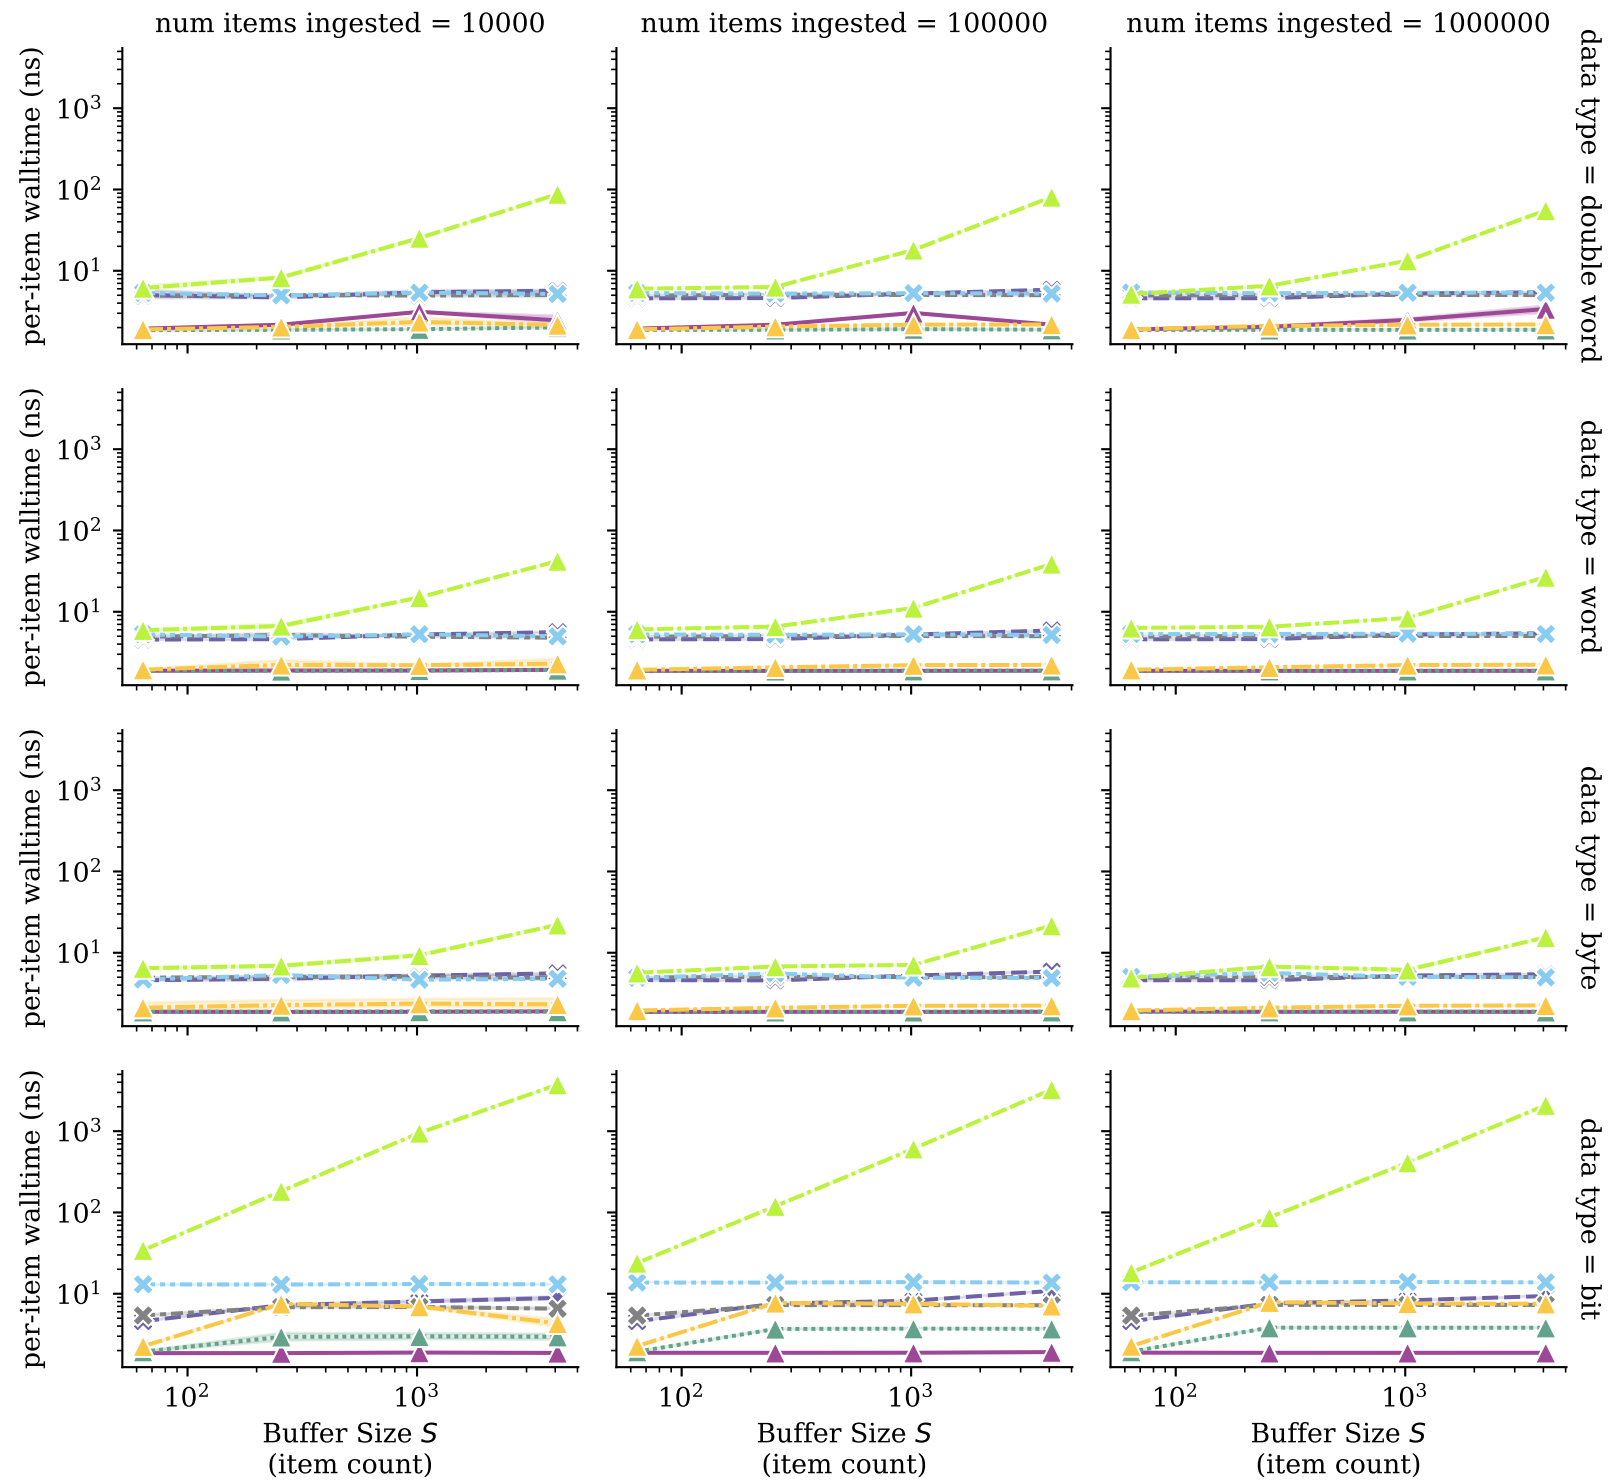 num items ingested = 10000
num items ingested = 100000
num items ingested = 1000000
per-item walltime (ns)
10³
10²
10¹
data type = double word
per-item walltime (ns)
10³
10²
10¹
data type = word
per-item walltime (ns)
10³
10²
10¹
data type = byte
per-item walltime (ns)
10³
10²
10¹
data type = bit
10² 10³
10² 10³
10² 10³
Buffer Size S
(item count)
Buffer Size S
(item count)
Buffer Size S
(item count)